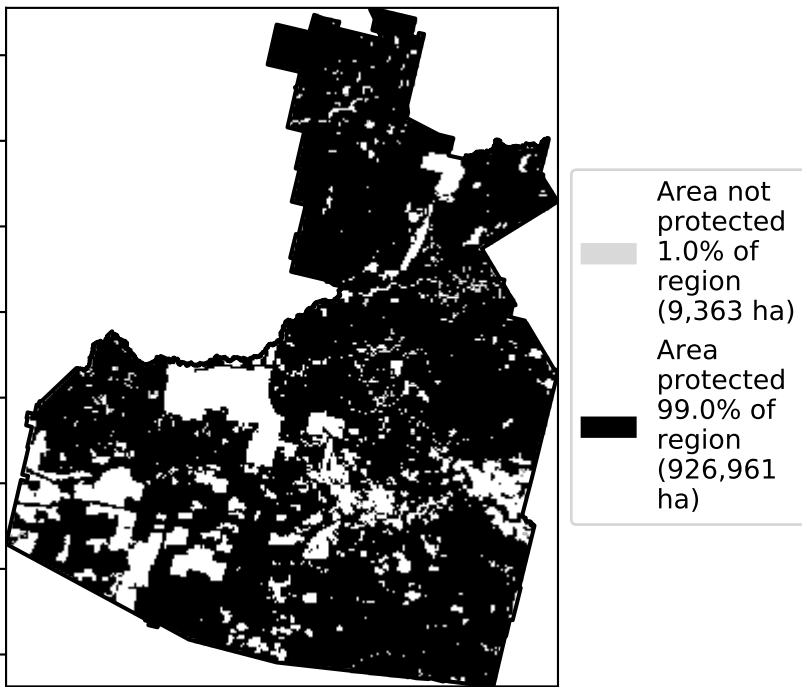 Area not
protected
1.0% of
region
(9,363 ha)
Area
protected
99.0% of
region
(926,961
ha)